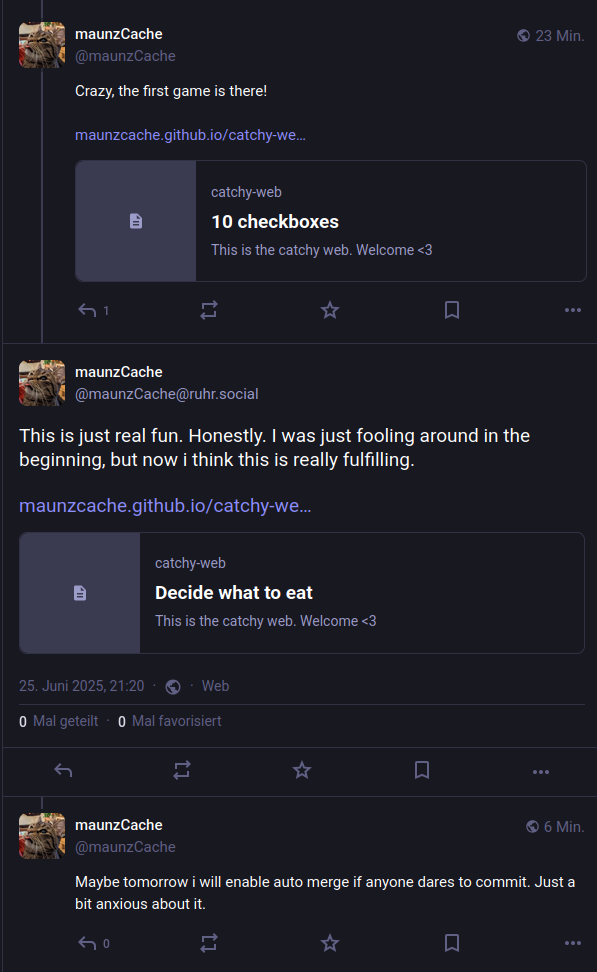 maunzCache
23 Min.
@maunzCache
Crazy, the first game is there!
maunzcache.github.io/catchy-we…
catchy-web
10 checkboxes
This is the catchy web. Welcome <3
1
maunzCache
@maunzCache@ruhr.social
This is just real fun. Honestly. I was just fooling around in the
beginning, but now i think this is really fulfilling.
maunzcache.github.io/catchy-we…
catchy-web
Decide what to eat
This is the catchy web. Welcome <3
25. Juni 2025, 21:20 · · Web
0 Mal geteilt · 0 Mal favorisiert
maunzCache
6 Min.
@maunzCache
Maybe tomorrow i will enable auto merge if anyone dares to commit. Just a
bit anxious about it.
0